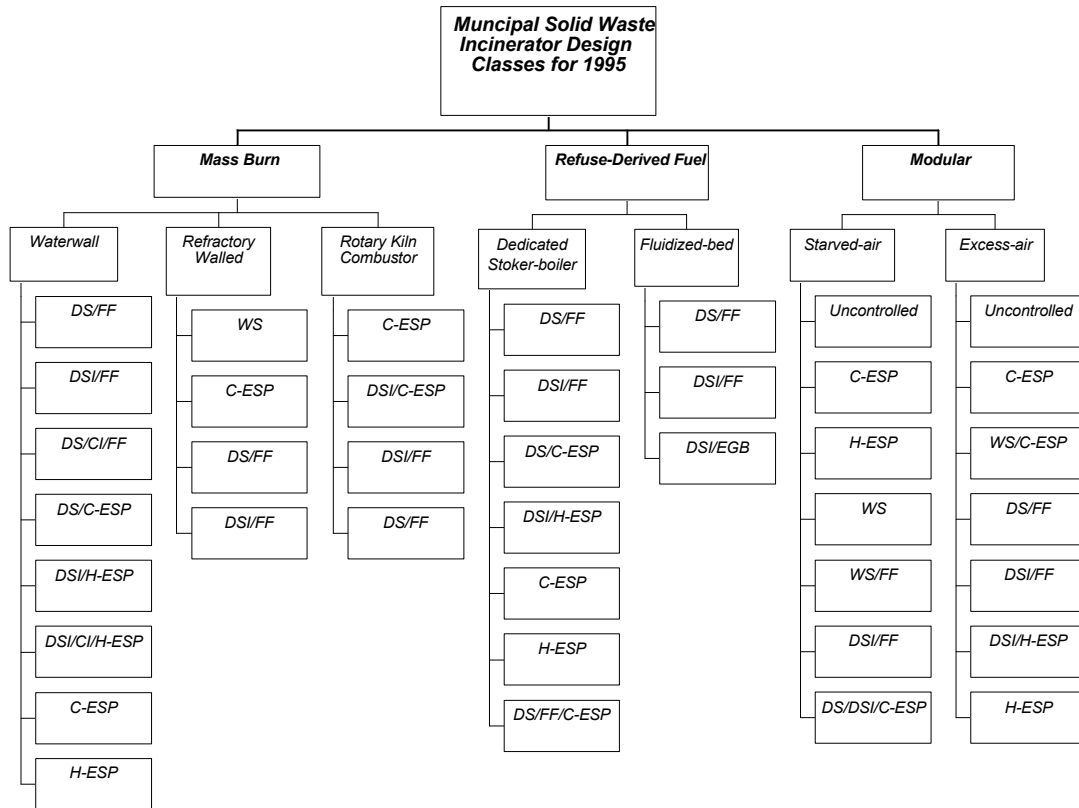 Muncipal Solid Waste
Incinerator Design
Classes for 1995
Mass Burn
Refuse-Derived Fuel
Modular
Waterwall
Refractory
Walled
Rotary Kiln
Combustor
Dedicated
Stoker-boiler
Fluidized-bed
Starved-air
Excess-air
DS/FF
DSI/FF
DS/CI/FF
DS/C-ESP
DSI/H-ESP
DSI/CI/H-ESP
C-ESP
H-ESP
WS
C-ESP
DS/FF
DSI/FF
C-ESP
DSI/C-ESP
DSI/FF
DS/FF
DS/FF
DSI/FF
DS/C-ESP
DSI/H-ESP
C-ESP
H-ESP
DS/FF/C-ESP
DS/FF
DSI/FF
DSI/EGB
Uncontrolled
C-ESP
H-ESP
WS
WS/FF
DSI/FF
DS/DSI/C-ESP
Uncontrolled
C-ESP
WS/C-ESP
DS/FF
DSI/FF
DSI/H-ESP
H-ESP